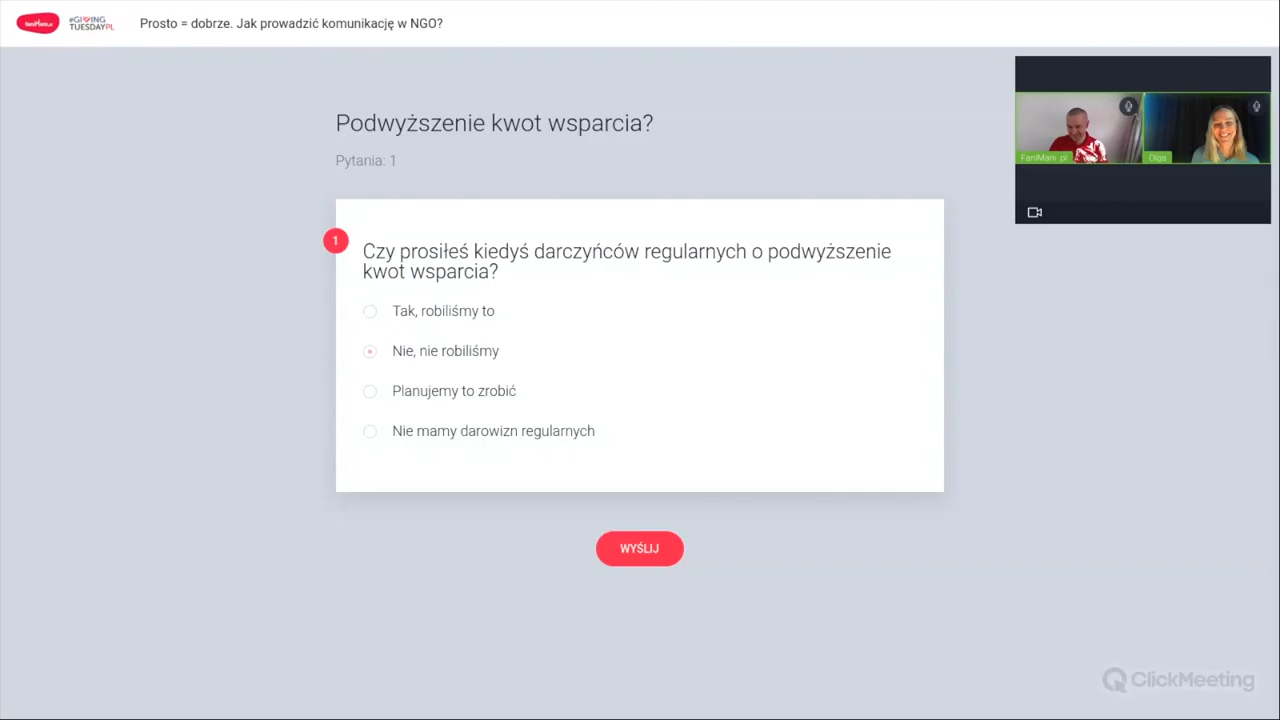 faniMani.pl
#GIVING
TUESDAYPL
Prosto = dobrze. Jak prowadzić komunikację w NGO?
Podwyższenie kwot wsparcia?
Pytania: 1
FaniMani .pl
Olga
1
Czy prosiłeś kiedyś darczyńców regularnych o podwyższenie
kwot wsparcia?
Tak, robiliśmy to
Nie, nie robiliśmy
Planujemy to zrobić
Nie mamy darowizn regularnych
WYŚLIJ
ClickMeeting